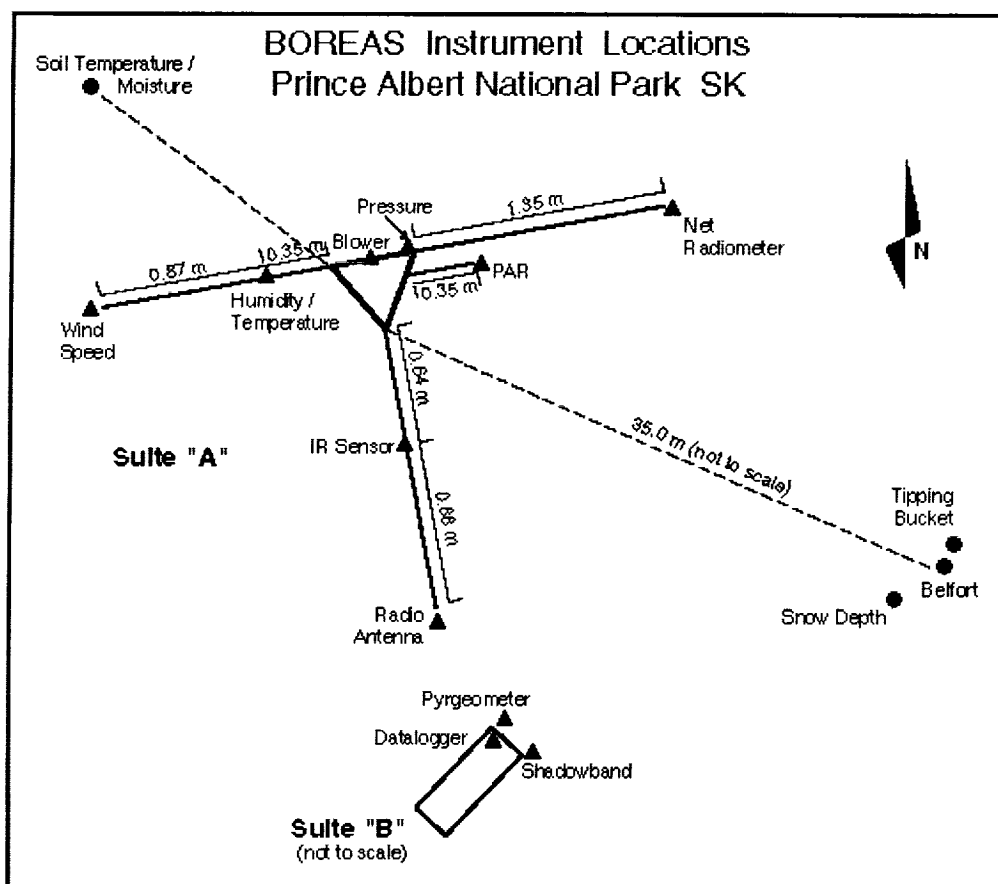 BOREAS Instrument Locations
Prince Albert National Park SK
Soil Temperature /
Moisture
Pressure
1.35 m
Net
Radiometer
N
0.87 m
0.35 m
Blower
PAR
0.35 m
Humidity /
Temperature
Wind
Speed
0.64 m
IR Sensor
Suite "A"
35.0 m (not to scale)
0.88 m
Tipping
Bucket
Belfort
Snow Depth
Radio
Antenna
Pyrgeometer
Datalogger
Shadowband
Suite "B"
(not to scale)